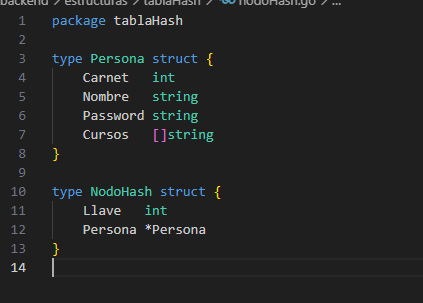 backend > estructuras > tablaHash > nodoHash.go > ...
1 package tablaHash
2
3 type Persona struct {
4 Carnet int
5 Nombre string
6 Password string
7 Cursos []string
8 }
9
10 type NodoHash struct {
11 Llave int
12 Persona *Persona
13 }
14